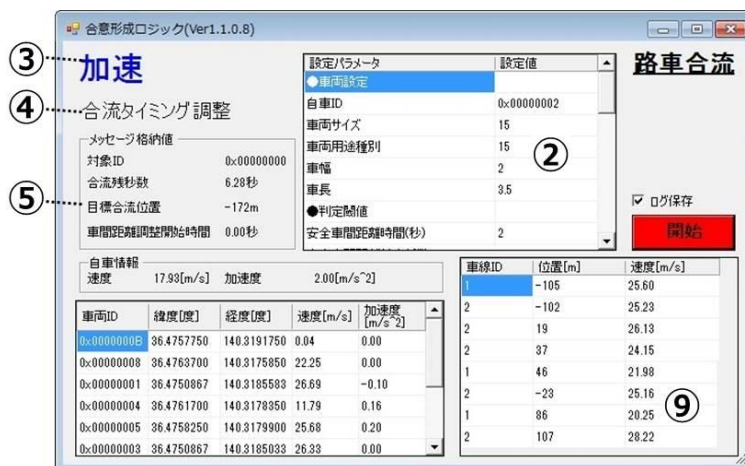 合意形成ロジック(Ver1.1.0.8)
③ 加速
④ 合流タイミング調整
メッセージ格納値
対象ID 0x00000000
合流残秒数 6.28秒
⑤ 目標合流位置 -172m
車間距離調整開始時間 0.00秒
設定パラメータ 設定値
◆車両設定
自車ID 0x00000002
車両サイズ 15
車両用途種別 15
②
車幅 2
車長 3.5
●判定閾値
安全車間距離時間(秒) 2
路車合流
ログ保存
開始
自車情報
速度 17.93[m/s] 加速度 2.00[m/s^2]
車両ID 緯度[度] 経度[度] 速度[m/s] 加速度[m/s^2]
0x0000000B 36.4757750 140.3191750 0.04 0.00
0x00000008 36.4763700 140.3175850 22.25 0.00
0x00000001 36.4750867 140.3185583 26.69 -0.10
0x00000004 36.4761700 140.3178350 11.79 0.16
0x00000005 36.4758250 140.3179900 25.68 0.20
0x00000003 36.4750867 140.3185033 26.33 0.00
車線ID 位置[m] 速度[m/s]
1 -105 25.60
2 -102 25.23
2 19 26.13
2 37 24.15
1 46 21.98
2 -23 25.16
1 86 20.25
2 107 28.22
⑨